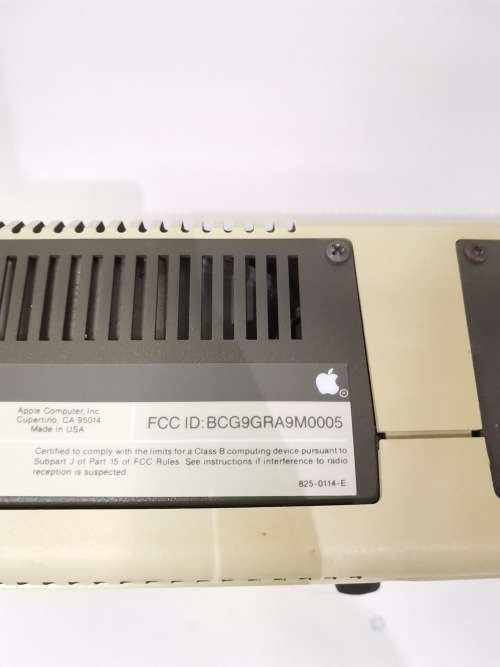 Apple Computer, Inc.
Cupertino, CA 95014
Made in USA
FCC ID:BCG9GRA9M0005
Certified to comply with the limits for a Class B computing device pursuant to
Subpart J of Part 15 of FCC Rules. See instructions if interference to radio
reception is suspected.
825-0114-E